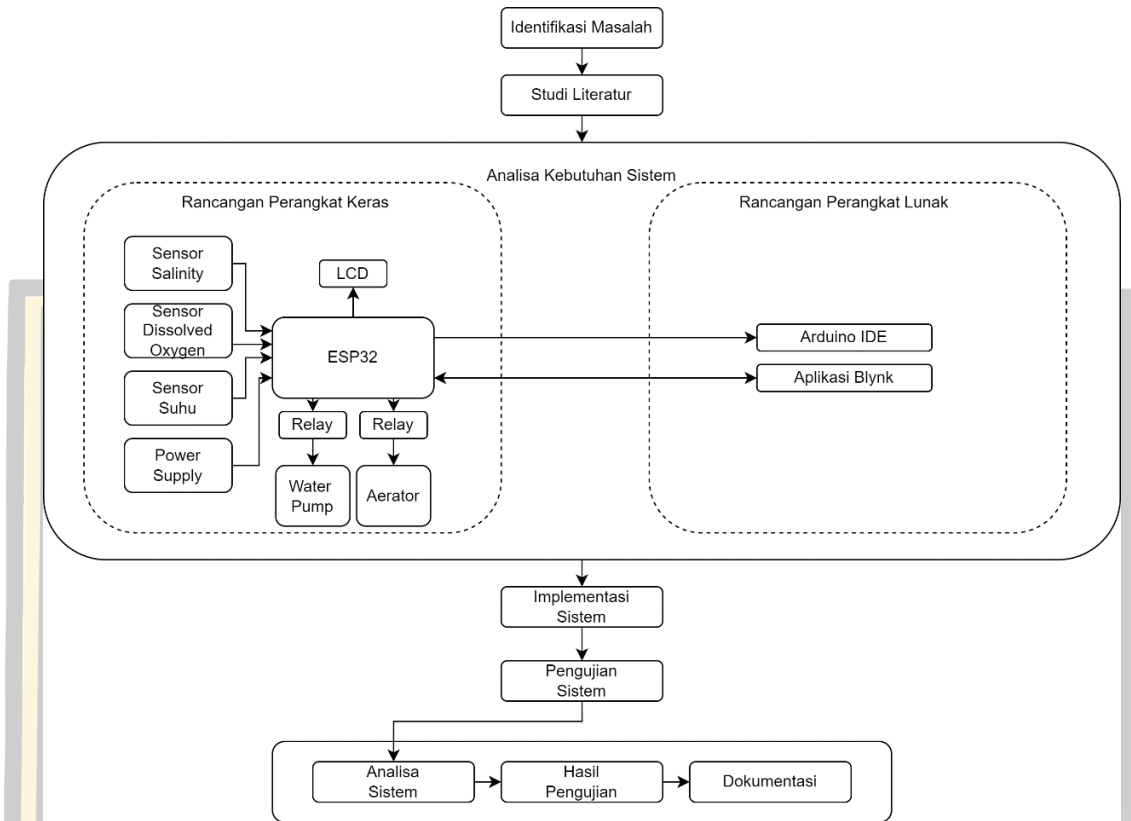 Identifikasi Masalah
Studi Literatur
Analisa Kebutuhan Sistem
Rancangan Perangkat Keras
Rancangan Perangkat Lunak
Sensor
Salinity
LCD
Sensor
Dissolved
Oxygen
ESP32
Arduino IDE
Aplikasi Blynk
Sensor
Suhu
Relay
Relay
Power
Supply
Water
Pump
Aerator
Implementasi
Sistem
Pengujian
Sistem
Analisa
Sistem
Hasil
Pengujian
Dokumentasi